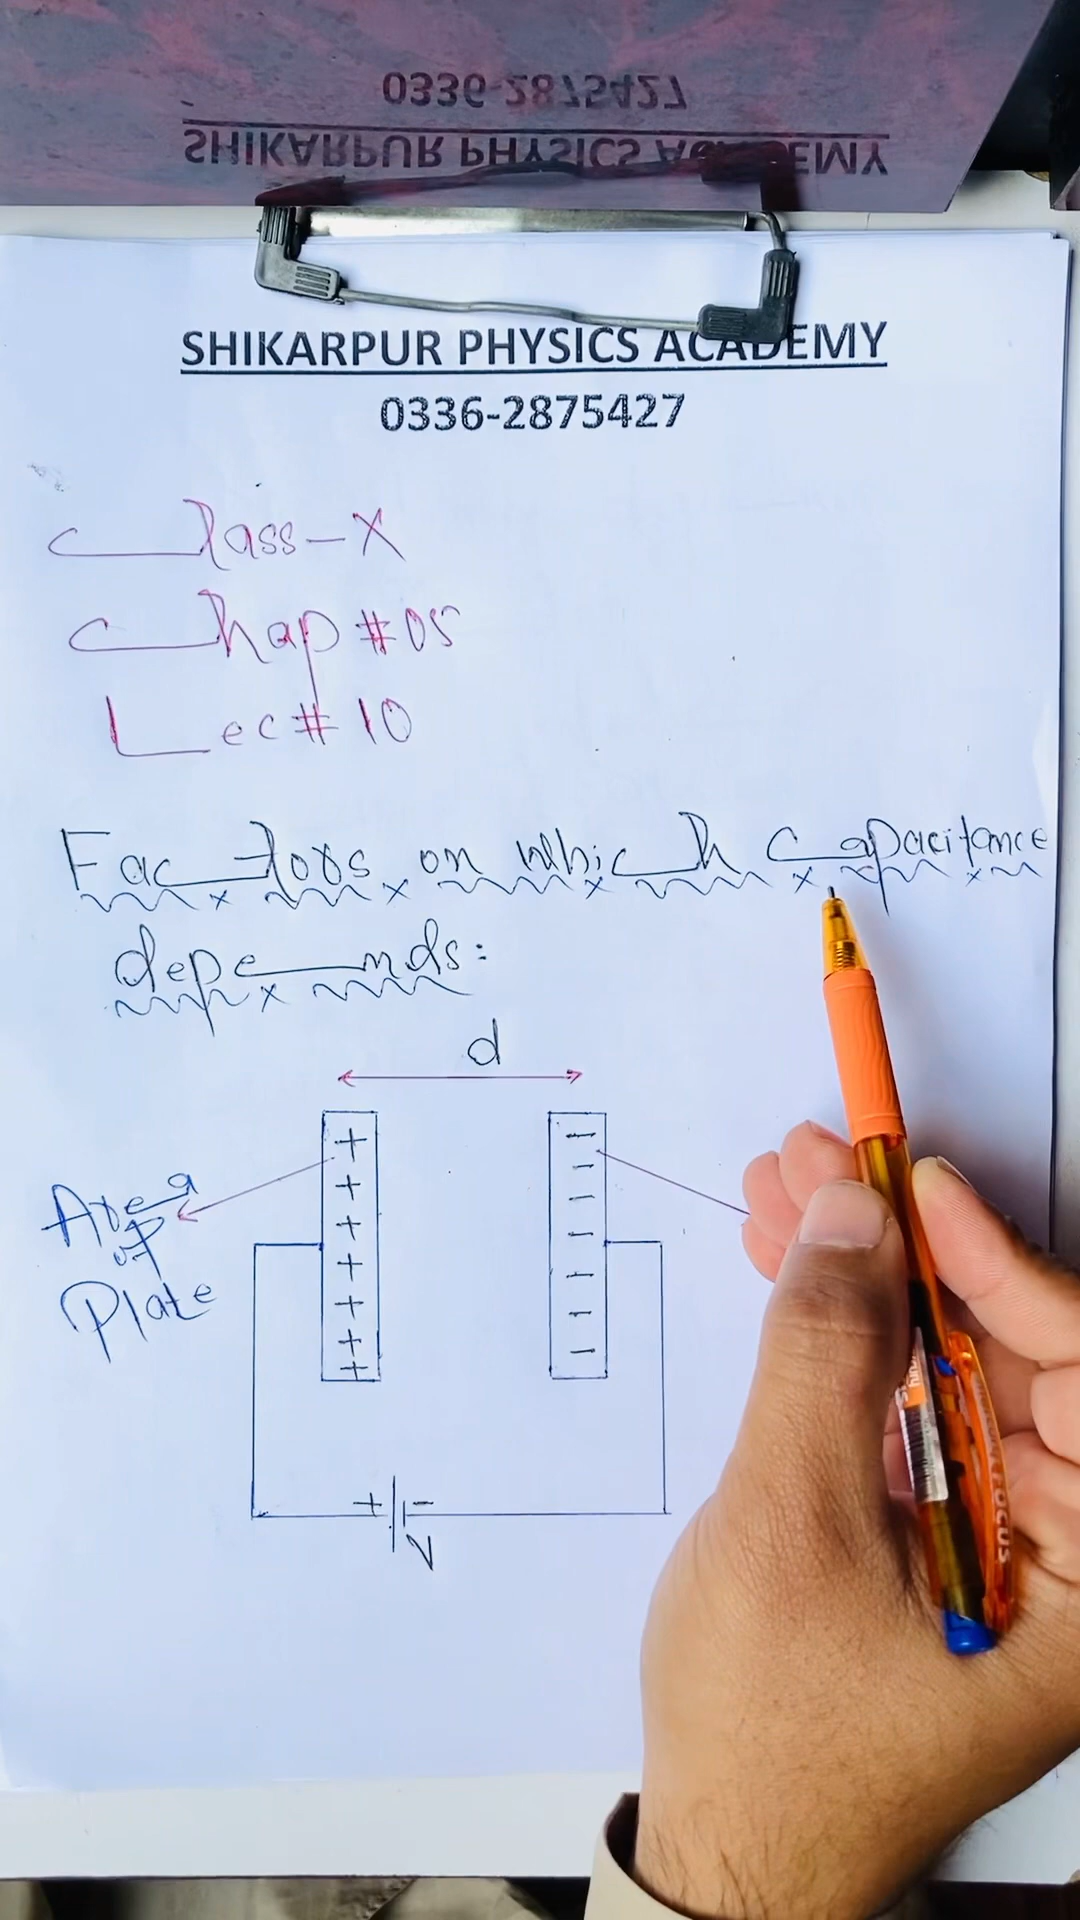 0336-2875427
SHIKARPUR PHYSICS ACADEMY
SHIKARPUR PHYSICS ACADEMY
0336-2875427
Class-X
Chap #05
Lec# 10
Factors on which Capacitance
depends:
d
Area
of
Plate
+
+
+
+
+
+
+
−
−
−
−
−
−
−
+ −
V